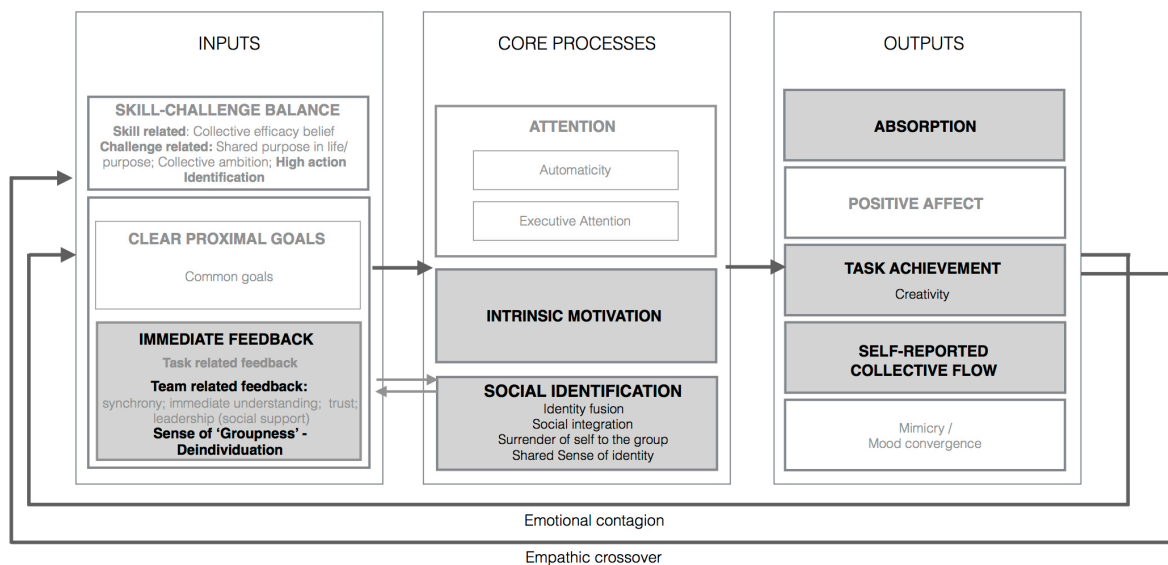 INPUTS
SKILL-CHALLENGE BALANCE
Skill related: Collective efficacy belief
Challenge related: Shared purpose in life/
purpose; Collective ambition; High action
Identification
CLEAR PROXIMAL GOALS
Common goals
IMMEDIATE FEEDBACK
Task related feedback
Team related feedback:
synchrony; immediate understanding; trust;
leadership (social support)
Sense of 'Groupness' -
Deindividuation
CORE PROCESSES
ATTENTION
Automaticity
Executive Attention
INTRINSIC MOTIVATION
SOCIAL IDENTIFICATION
Identity fusion
Social integration
Surrender of self to the group
Shared Sense of identity
OUTPUTS
ABSORPTION
POSITIVE AFFECT
TASK ACHIEVEMENT
Creativity
SELF-REPORTED
COLLECTIVE FLOW
Mimicry /
Mood convergence
Emotional contagion
Empathic crossover